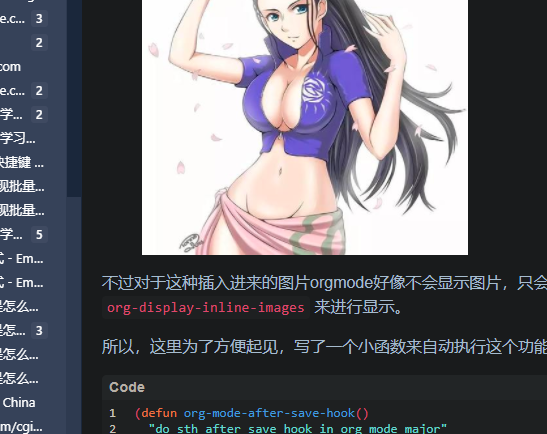 e.c... 3
2
.com
e.c... 2
学... 2
学习...
快捷键 ...
现批量...
现批量...
学... 5
式 - Em...
式 - Em...
是怎么...
是怎... 3
是怎么...
是怎么...
China
m/cgi...
不过对于这种插入进来的图片orgmode好像不会显示图片，只会
org-display-inline-images 来进行显示。
所以，这里为了方便起见，写了一个小函数来自动执行这个功能
Code
1 (defun org-mode-after-save-hook()
2 "do sth after save hook in org mode major"